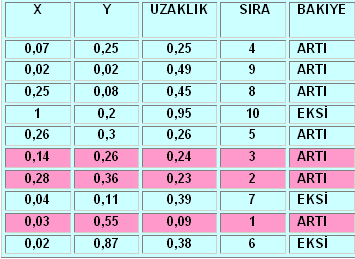 X Y UZAKLIK SIRA BAKIYE
0,07 0,25 0,25 4 ARTI
0,02 0,02 0,49 9 ARTI
0,25 0,08 0,45 8 ARTI
1 0,2 0,95 10 EKSİ
0,26 0,3 0,26 5 ARTI
0,14 0,26 0,24 3 ARTI
0,28 0,36 0,23 2 ARTI
0,04 0,11 0,39 7 EKSİ
0,03 0,55 0,09 1 ARTI
0,02 0,87 0,38 6 EKSİ